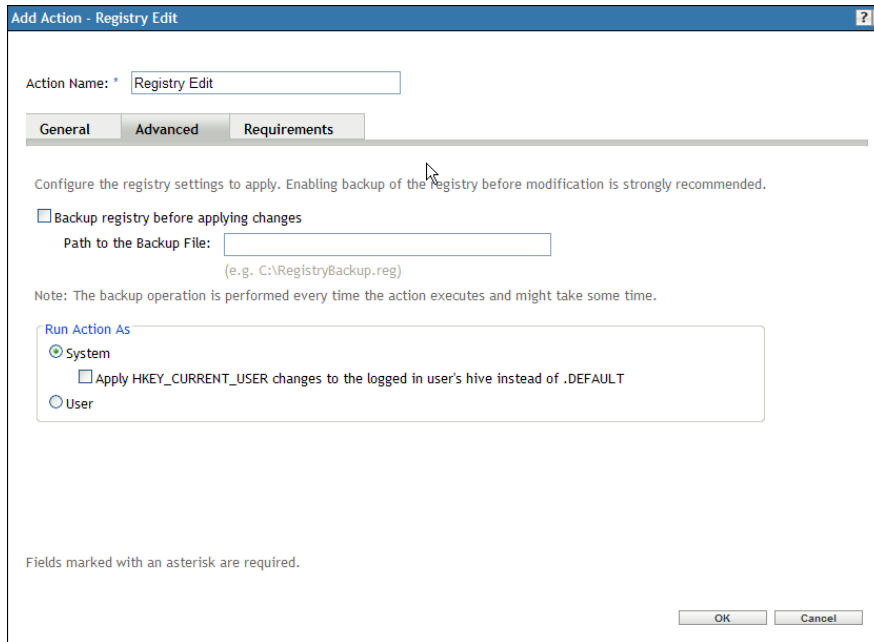 Add Action - Registry Edit ?
Action Name: * Registry Edit
General Advanced Requirements
Configure the registry settings to apply. Enabling backup of the registry before modification is strongly recommended.
Backup registry before applying changes
Path to the Backup File:
(e.g. C:\RegistryBackup.reg)
Note: The backup operation is performed every time the action executes and might take some time.
Run Action As
System
Apply HKEY_CURRENT_USER changes to the logged in user's hive instead of .DEFAULT
User
Fields marked with an asterisk are required.
OK Cancel